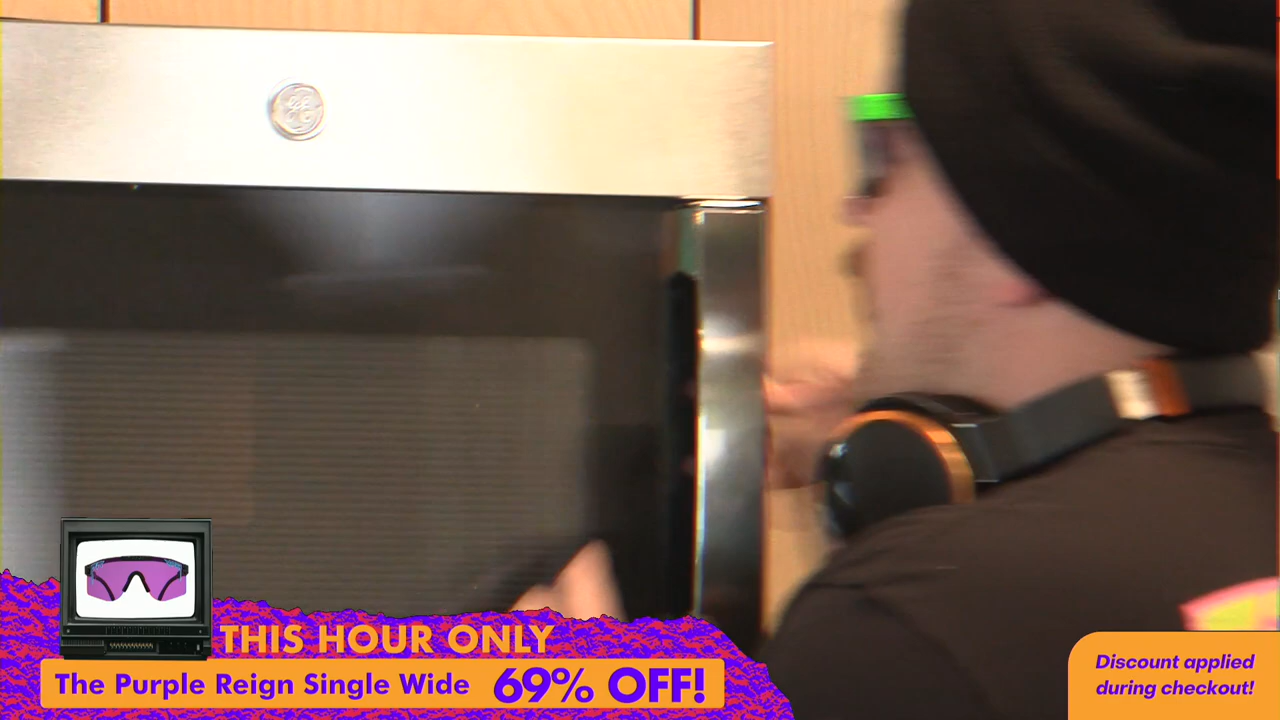 THIS HOUR ONLY
The Purple Reign Single Wide 69% OFF!
Discount applied
during checkout!